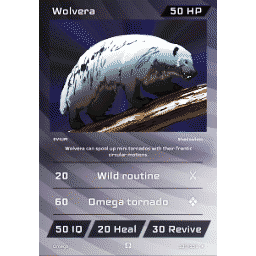 Wolvera
50 HP
Wolvera can spool up mini tornados with their frantic
circular motions.
20 Wild routine
60 Omega tornado
50 IQ 20 Heal 30 Revive